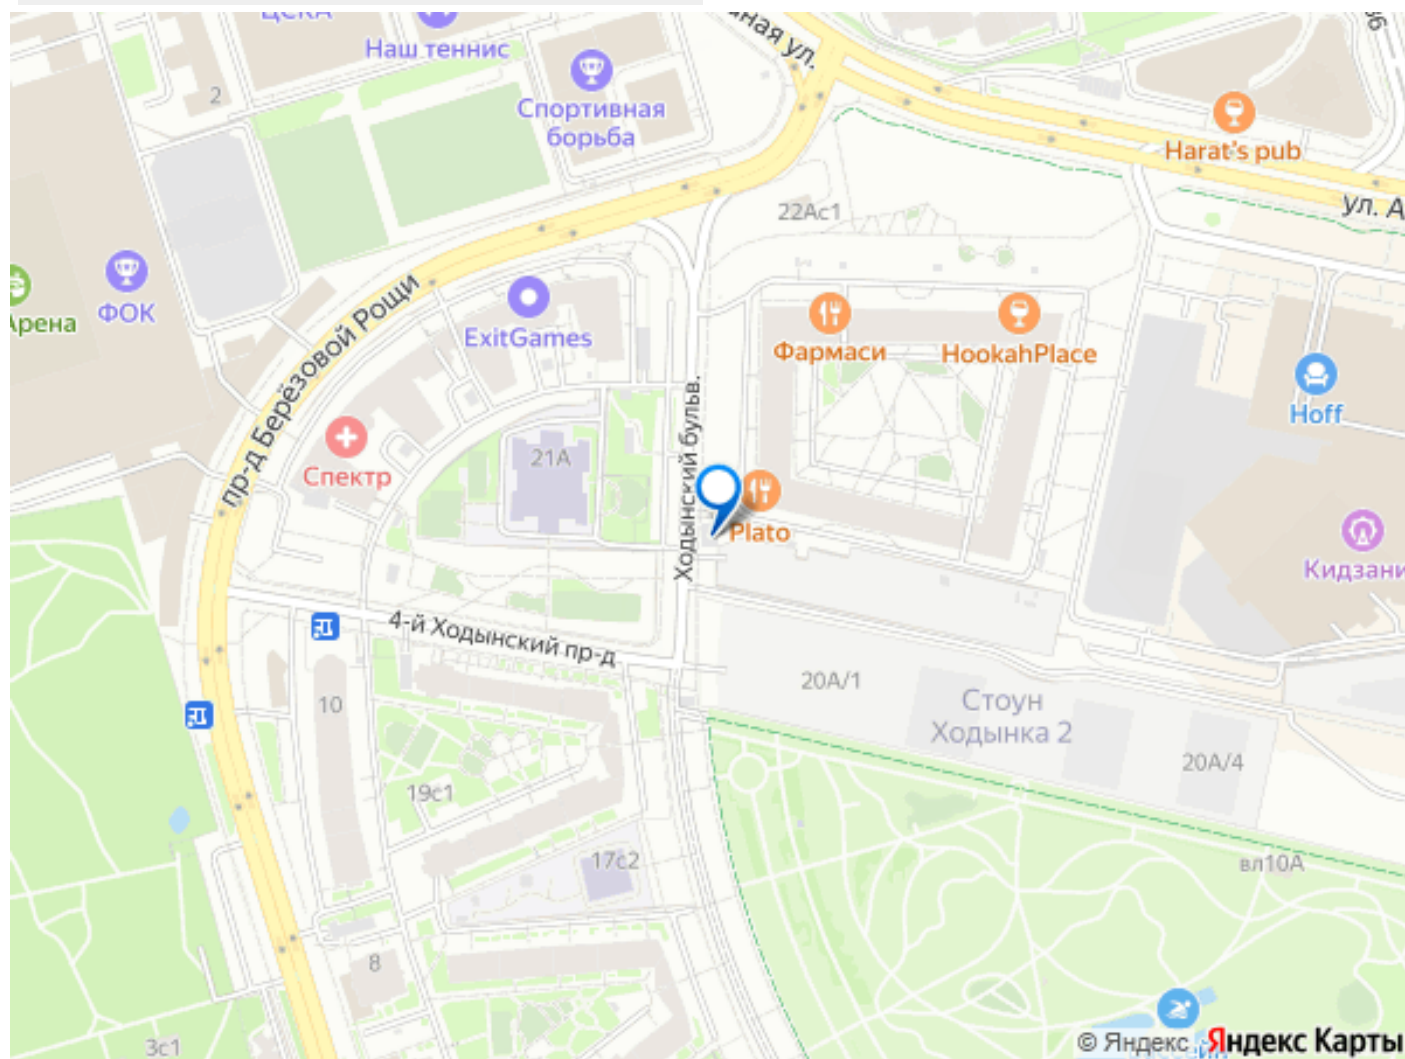 ЦСКА
Наш теннис
2
Спортивная
борьба
Harat's pub
ул. А
22Ас1
Арена
ФОК
пр-д Берёзовой Рощи
ExitGames
Фармаси
HookahPlace
Hoff
Ходынский бульв.
Спектр
21А
Plato
Кидзани
4-й Ходынский пр-д
10
20А/1
Стоун
Ходынка 2
20А/4
19с1
17с2
вл10А
8
3с1
© Яндекс Яндекс Карты